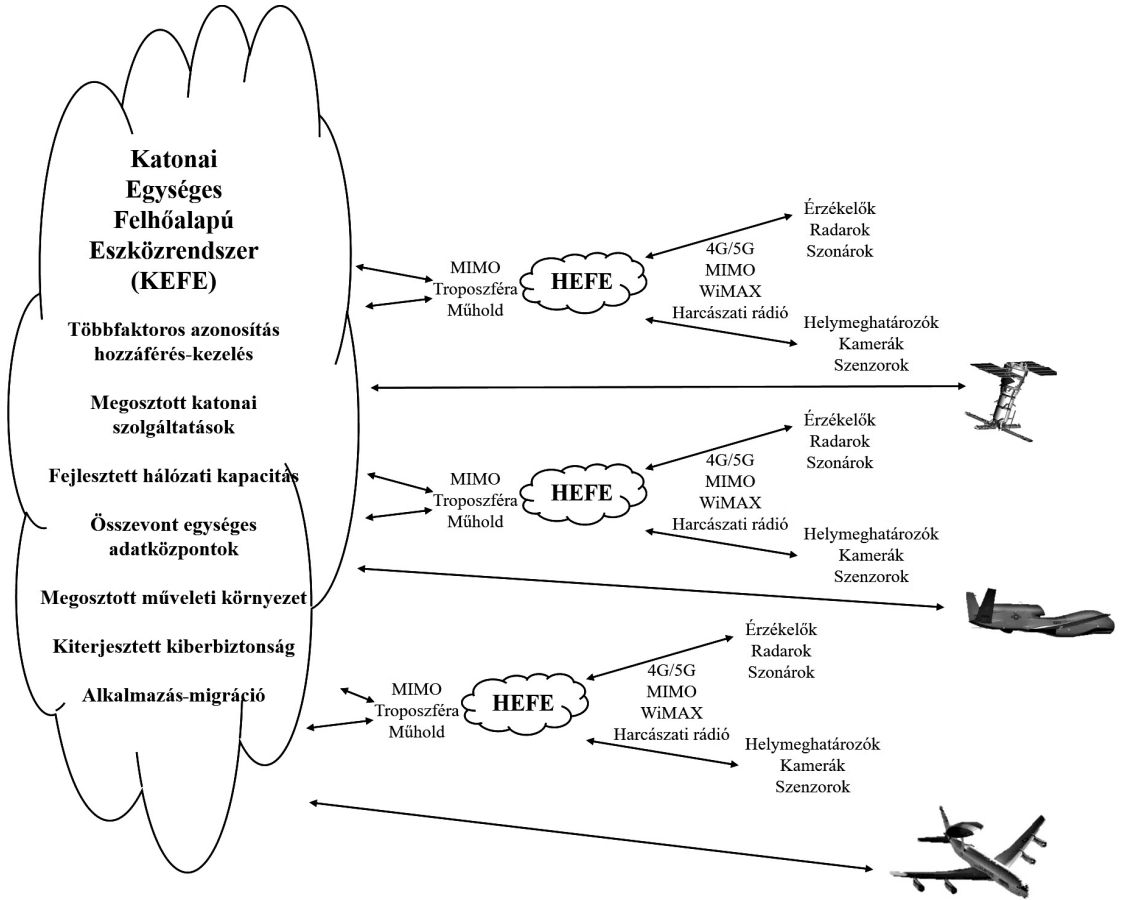 Katonai
Egységes
Felhőalapú
Eszközrendszer
(KEFE)
Többfaktoros azonosítás
hozzáférés-kezelés
Megosztott katonai
szolgáltatások
Fejlesztett hálózati kapacitás
Összevont egységes
adatközpontok
Megosztott műveleti környezet
Kiterjesztett kiberbiztonság
Alkalmazás-migráció
MIMO
Troposzféra
Műhold
HEFE
4G/5G
MIMO
WiMAX
Harcászati rádió
Érzékelők
Radarok
Szonárok
Helymeghatározók
Kamerák
Szenzorok
MIMO
Troposzféra
Műhold
HEFE
4G/5G
MIMO
WiMAX
Harcászati rádió
Érzékelők
Radarok
Szonárok
Helymeghatározók
Kamerák
Szenzorok
MIMO
Troposzféra
Műhold
HEFE
4G/5G
MIMO
WiMAX
Harcászati rádió
Érzékelők
Radarok
Szonárok
Helymeghatározók
Kamerák
Szenzorok